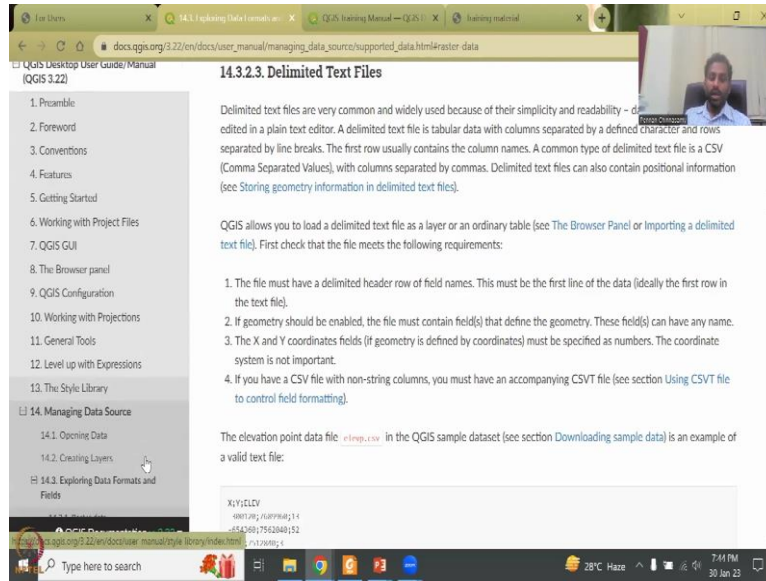 For Users
14.3. Exploring Data Formats an
QGIS Training Manual — QGIS D
Training material
docs.qgis.org/3.22/en/docs/user_manual/managing_data_source/supported_data.html#raster-data
QGIS Desktop User Guide/Manual
(QGIS 3.22)
1. Preamble
2. Foreword
3. Conventions
4. Features
5. Getting Started
6. Working with Project Files
7. QGIS GUI
8. The Browser panel
9. QGIS Configuration
10. Working with Projections
11. General Tools
12. Level up with Expressions
13. The Style Library
14. Managing Data Source
14.1. Opening Data
14.2. Creating Layers
14.3. Exploring Data Formats and
Fields
14.3.2.3. Delimited Text Files
Delimited text files are very common and widely used because of their simplicity and readability –
edited in a plain text editor. A delimited text file is tabular data with columns separated by a defined character and rows
separated by line breaks. The first row usually contains the column names. A common type of delimited text file is a CSV
(Comma Separated Values), with columns separated by commas. Delimited text files can also contain positional information
(see Storing geometry information in delimited text files).
QGIS allows you to load a delimited text file as a layer or an ordinary table (see The Browser Panel or Importing a delimited
text file). First check that the file meets the following requirements:
1. The file must have a delimited header row of field names. This must be the first line of the data (ideally the first row in
the text file).
2. If geometry should be enabled, the file must contain field(s) that define the geometry. These field(s) can have any name.
3. The X and Y coordinates fields (if geometry is defined by coordinates) must be specified as numbers. The coordinate
system is not important.
4. If you have a CSV file with non-string columns, you must have an accompanying CSVT file (see section Using CSVT file
to control field formatting).
The elevation point data file elevp.csv in the QGIS sample dataset (see section Downloading sample data) is an example of
a valid text file:
X;Y;ELEV
-300120;7689960;13
-654360;7562040;52
;7512840;3
Type here to search
28°C Haze
7:44 PM
30 Jan 23